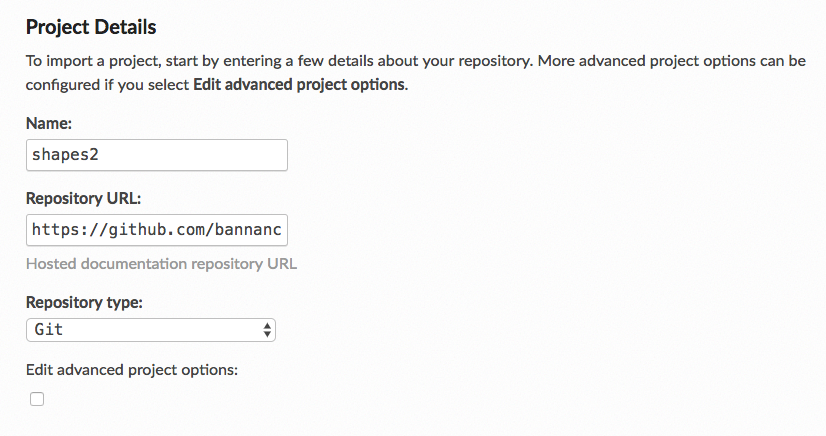 Project Details
To import a project, start by entering a few details about your repository. More advanced project options can be
configured if you select Edit advanced project options.
Name:
shapes2
Repository URL:
https://github.com/bannanc
Hosted documentation repository URL
Repository type:
Git
Edit advanced project options: